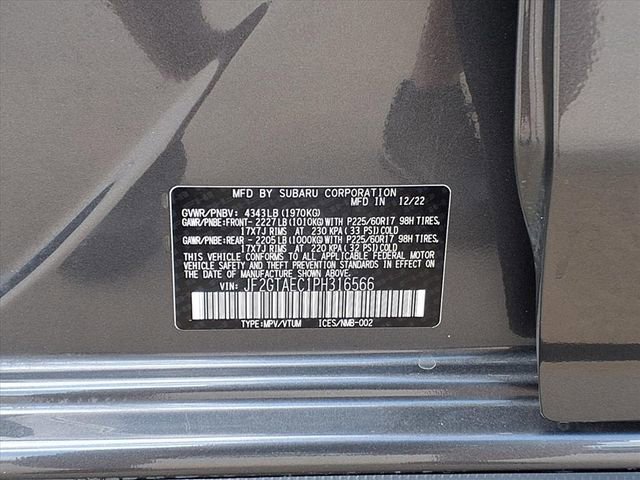 MFD BY SUBARU CORPORATION
MFD. IN 12/22
GVWR/PNBV: 4343LB (1970KG)
GAWR/PNBE:FRONT- 2227LB (1010KG) WITH P225/60R17 98H TIRES,
17X7J RIMS AT 230 KPA (33 PSI) COLD
GAWR/PNBE:REAR - 2205LB (1000KG) WITH P225/60R17 98H TIRES,
17X7J RIMS AT 220 KPA (32 PSI) COLD
THIS VEHICLE CONFORMS TO ALL APPLICABLE FEDERAL MOTOR
VEHICLE SAFETY AND THEFT PREVENTION STANDARDS IN EFFECT ON
THE DATE OF MANUFACTURE SHOWN ABOVE.
VIN: JF2GTAEC1PH316566
TYPE:MPV/VTUM ICES/NMB-002